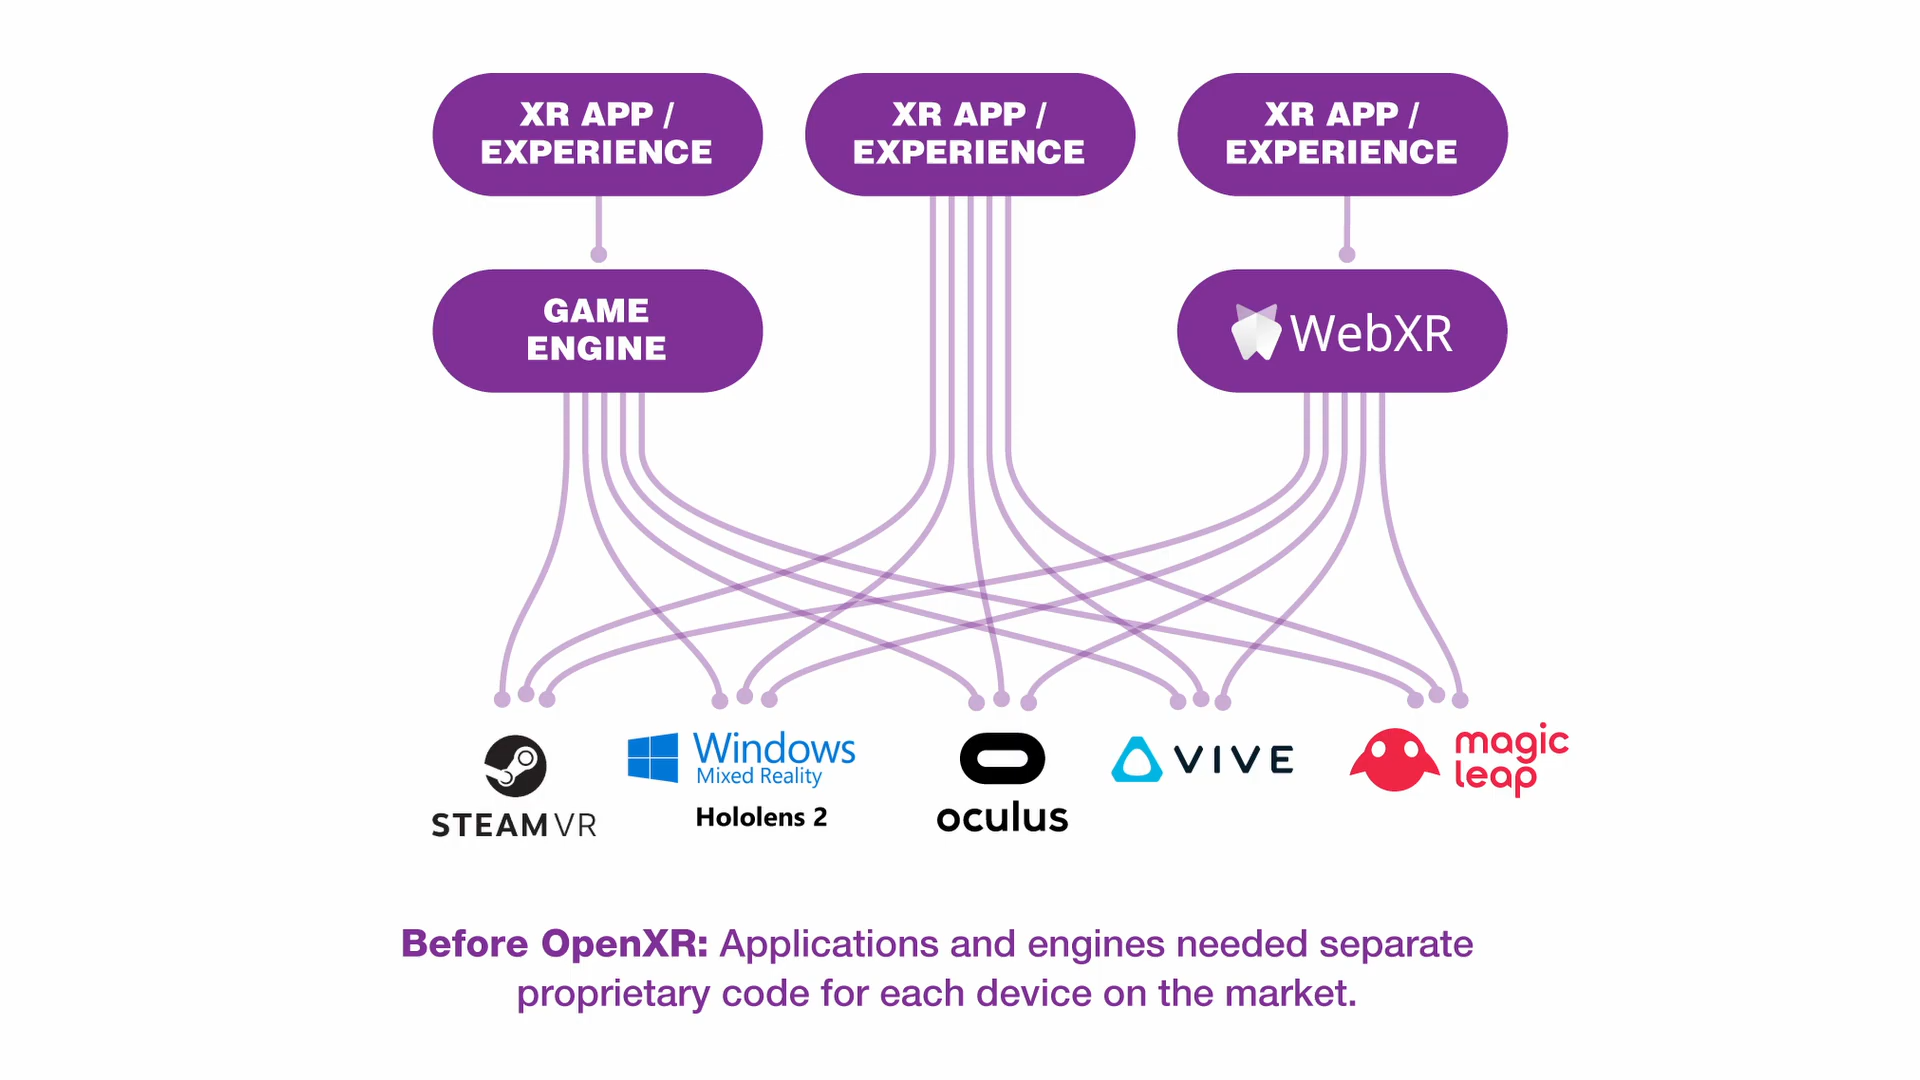 XR APP /
EXPERIENCE
XR APP /
EXPERIENCE
XR APP /
EXPERIENCE
GAME
ENGINE
WebXR
STEAMVR
Windows
Mixed Reality
Hololens 2
oculus
VIVE
magic
leap
Before OpenXR: Applications and engines needed separate
proprietary code for each device on the market.